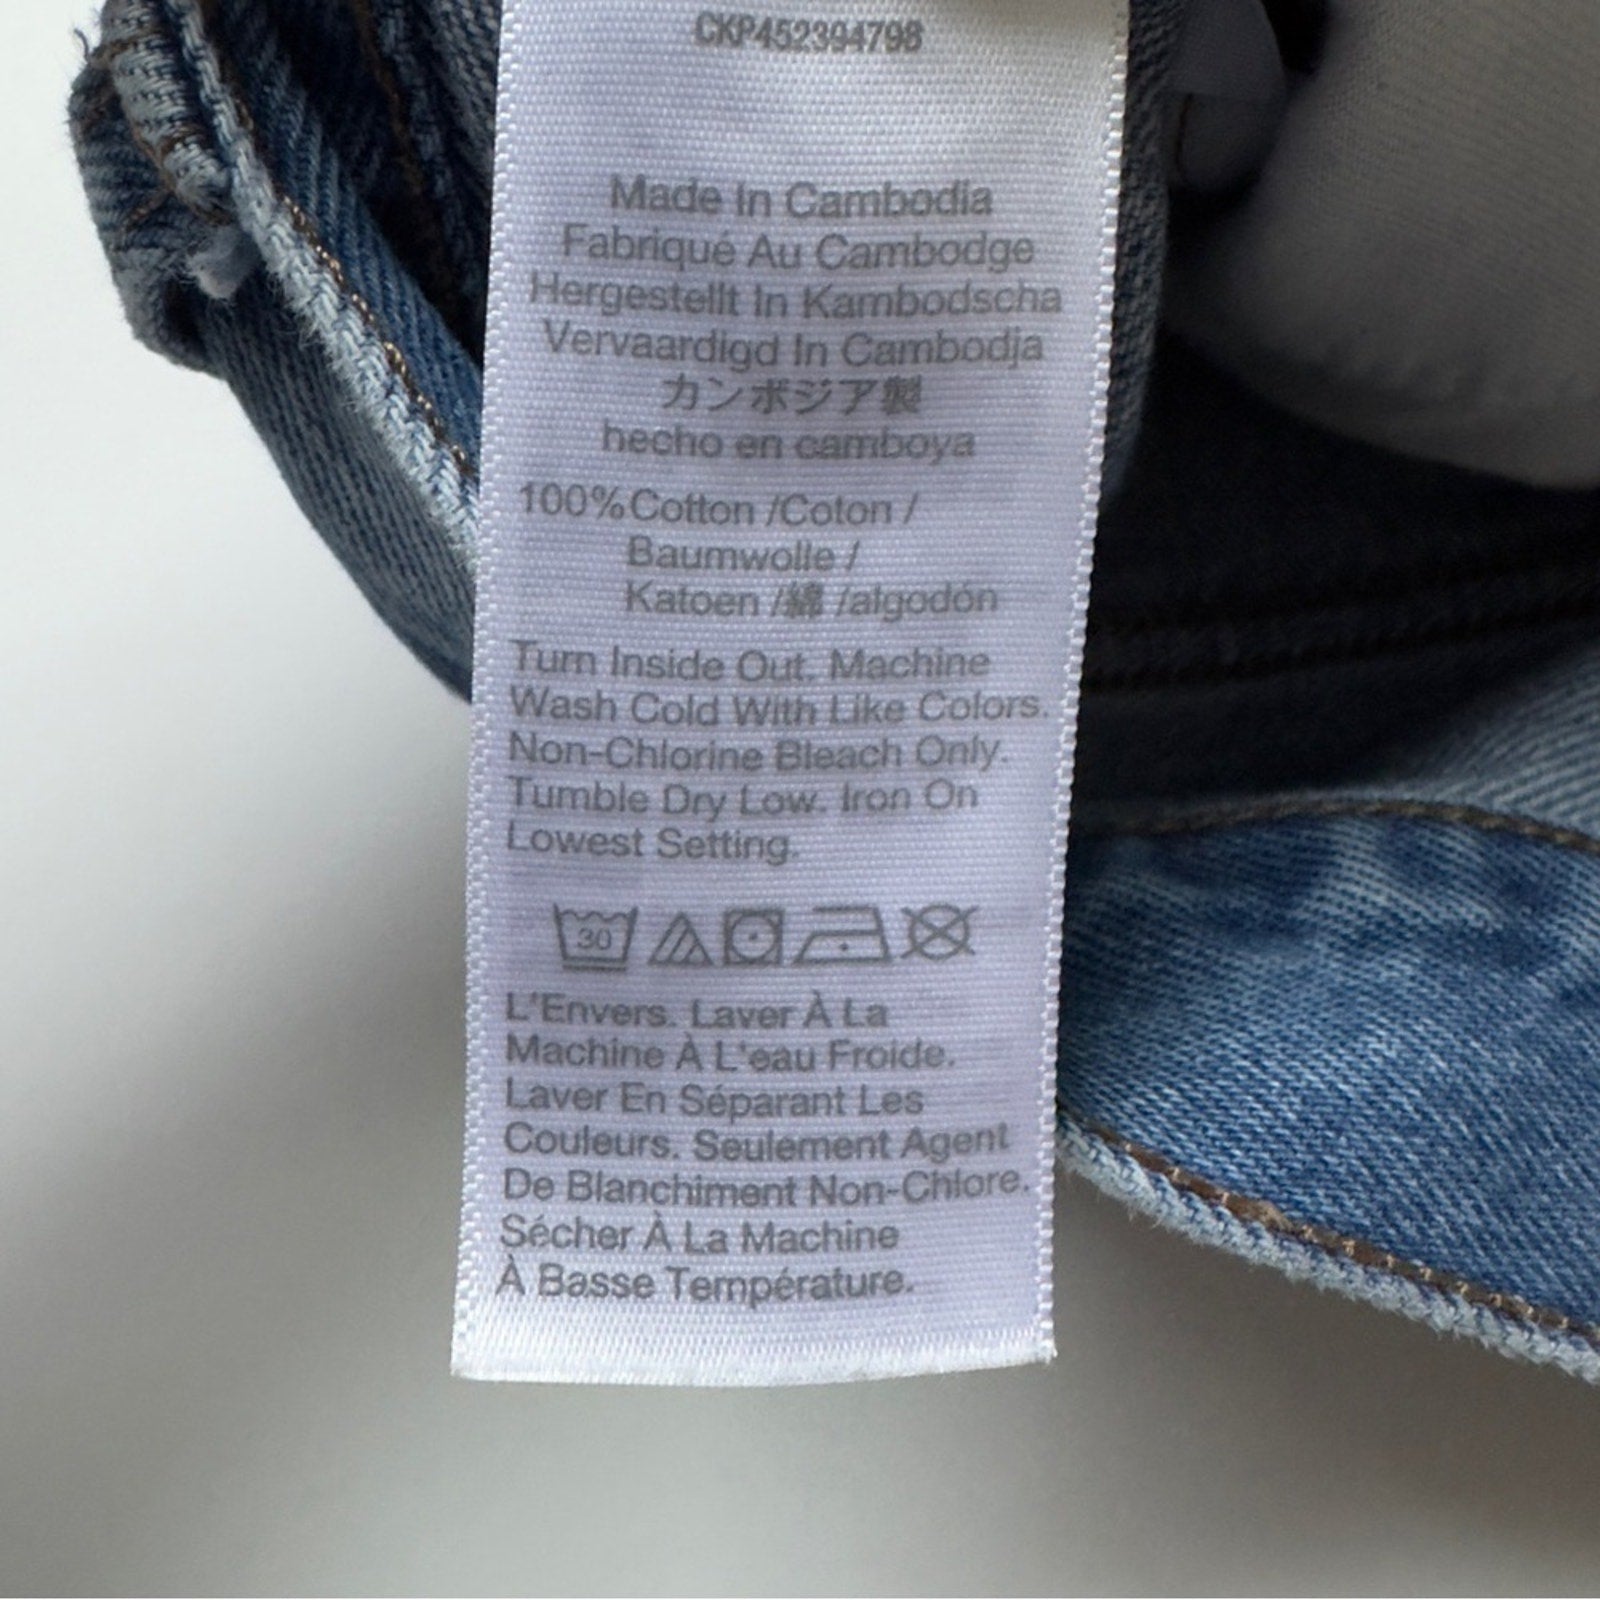 CKP452394798
Made In Cambodia
Fabriqué Au Cambodge
Hergestellt In Kambodscha
Vervaardigd In Cambodja
カンボジア製
hecho en camboya
100% Cotton /Coton /
Baumwolle /
Katoen /綿 /algodón
Turn Inside Out. Machine
Wash Cold With Like Colors.
Non-Chlorine Bleach Only.
Tumble Dry Low. Iron On
Lowest Setting.
30
L'Envers. Laver À La
Machine À L'eau Froide.
Laver En Séparant Les
Couleurs. Seulement Agent
De Blanchiment Non-Chlore.
Sécher À La Machine
À Basse Température.